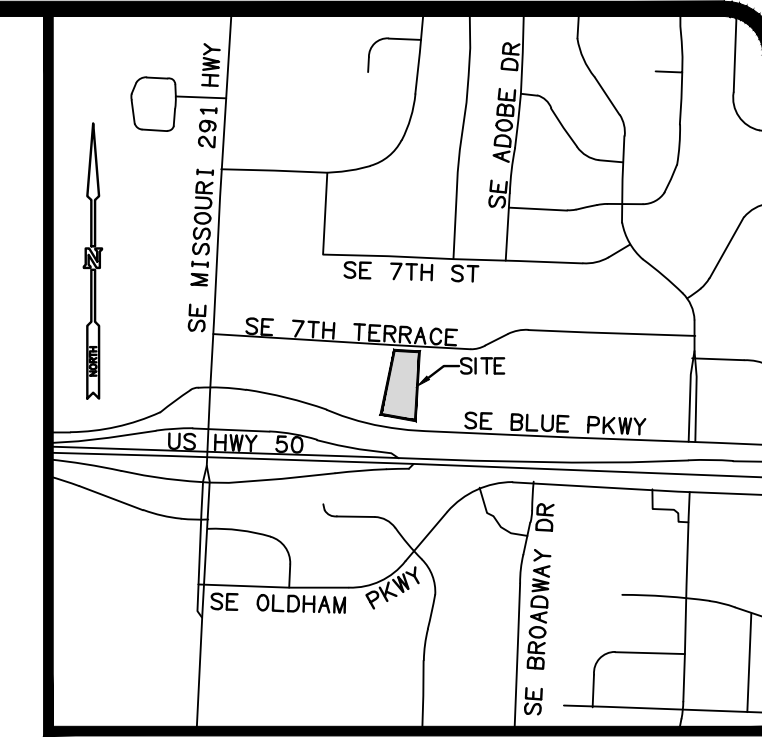 SE MISSOURI 291 HWY
SE ADOBE DR
N
NORTH
SE 7TH ST
SE 7TH TERRACE
SITE
SE BLUE PKWY
US HWY 50
SE OLDHAM PKWY
SE BROADWAY DR